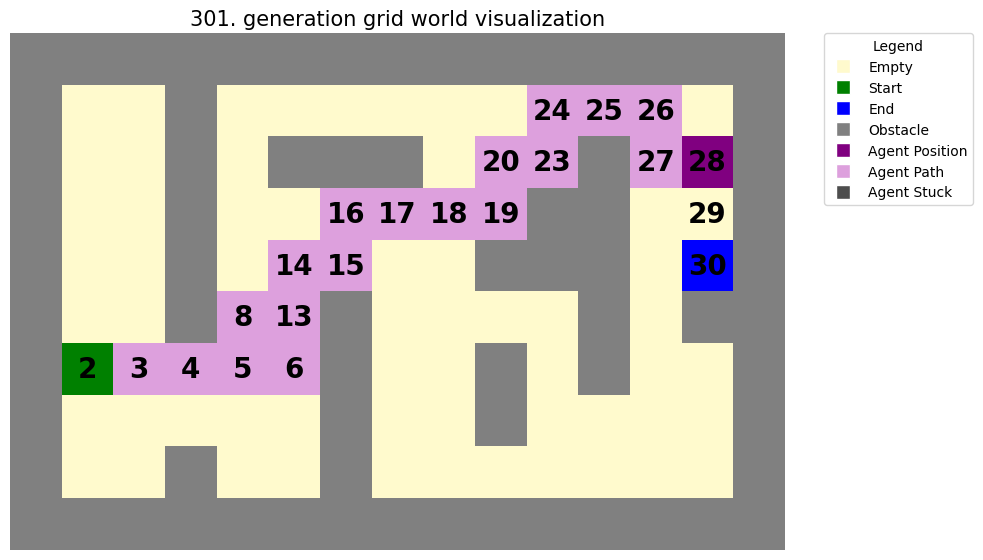 301. generation grid world visualization
24 25 26
20 23 27 28
16 17 18 19 29
14 15 30
8 13
2 3 4 5 6
Legend
Empty
Start
End
Obstacle
Agent Position
Agent Path
Agent Stuck